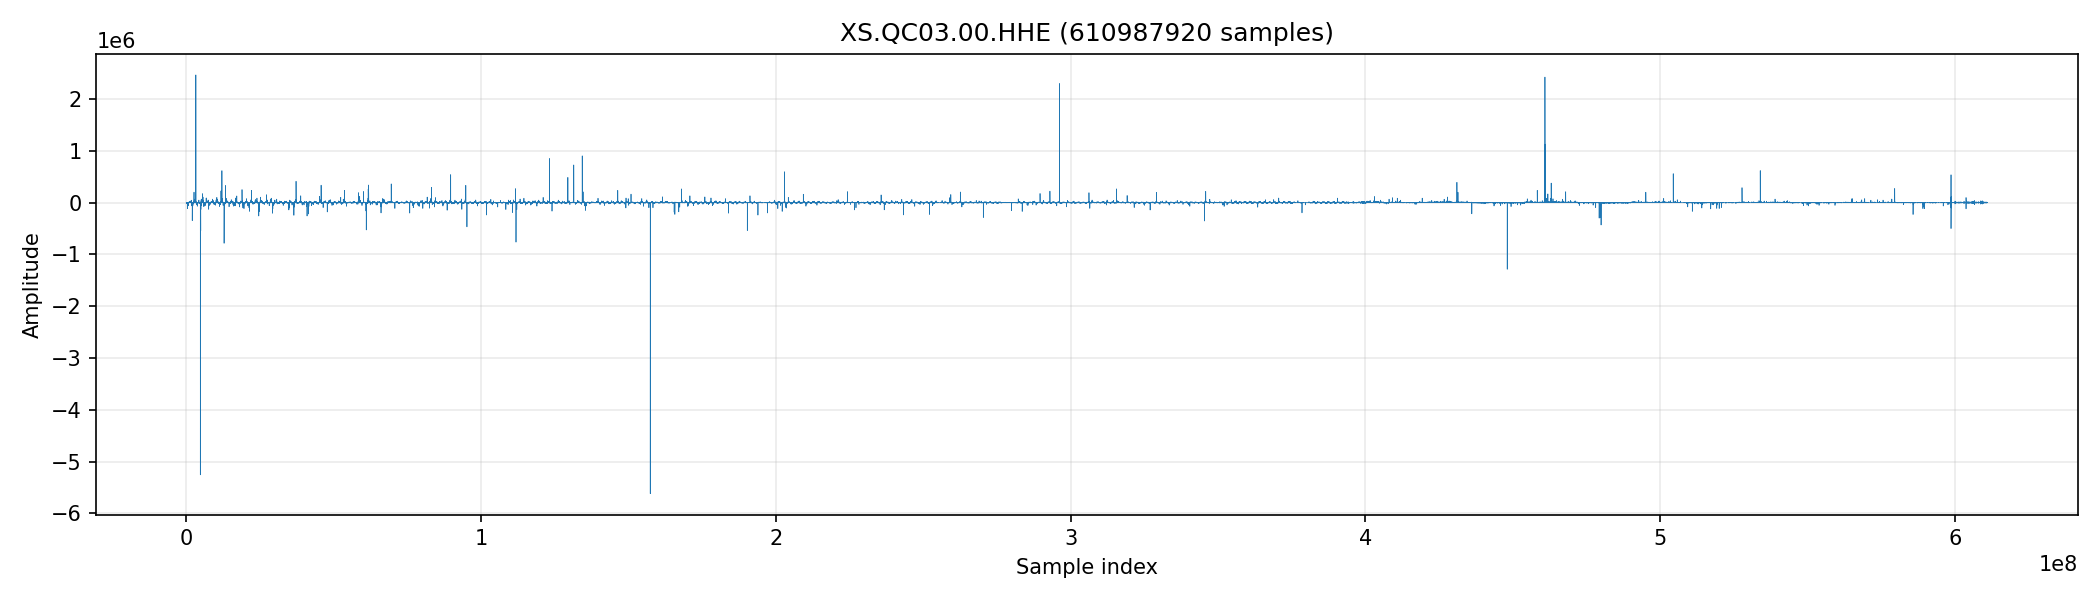 XS.QC03.00.HHE (610987920 samples)
1e6
2
1
0
−1
−2
−3
−4
−5
−6
Amplitude
0 1 2 3 4 5 6
Sample index
1e8